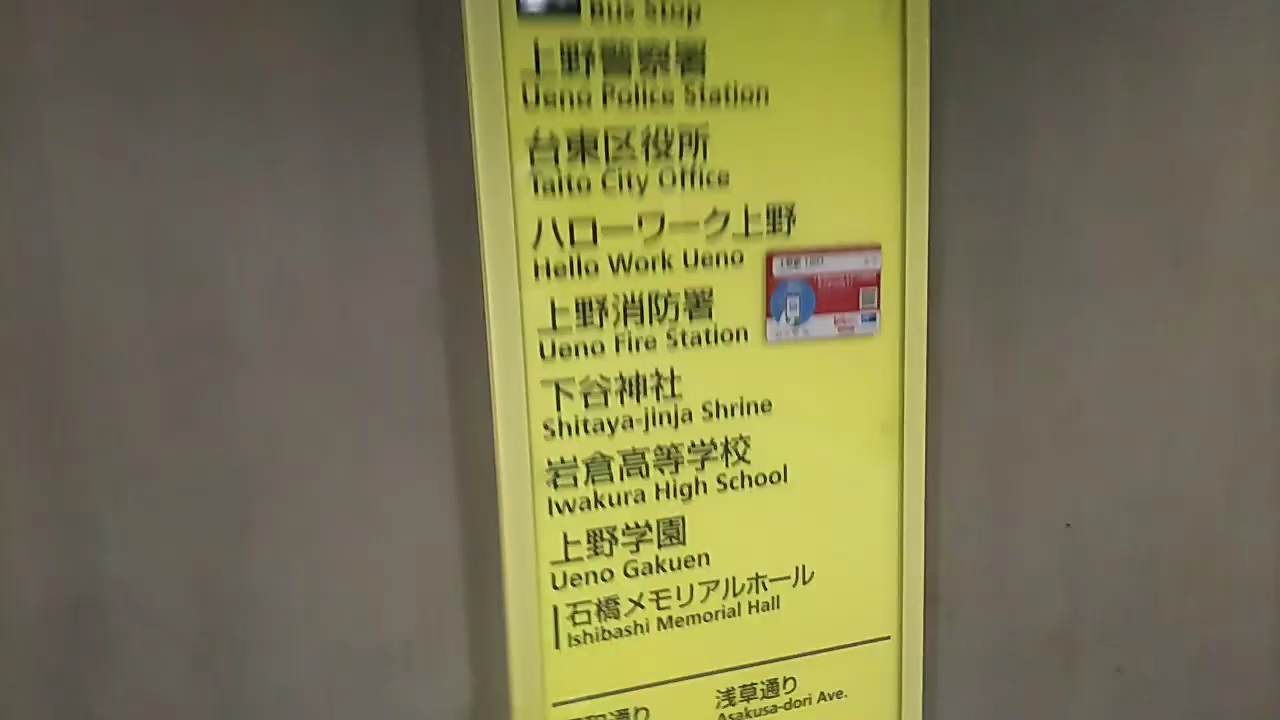 Bus Stop
上野警察署
Ueno Police Station
台東区役所
Taito City Office
ハローワーク上野
Hello Work Ueno
上野消防署
Ueno Fire Station
下谷神社
Shitaya-jinja Shrine
岩倉高等学校
Iwakura High School
上野学園
Ueno Gakuen
石橋メモリアルホール
Ishibashi Memorial Hall
浅草通り
Asakusa-dori Ave.